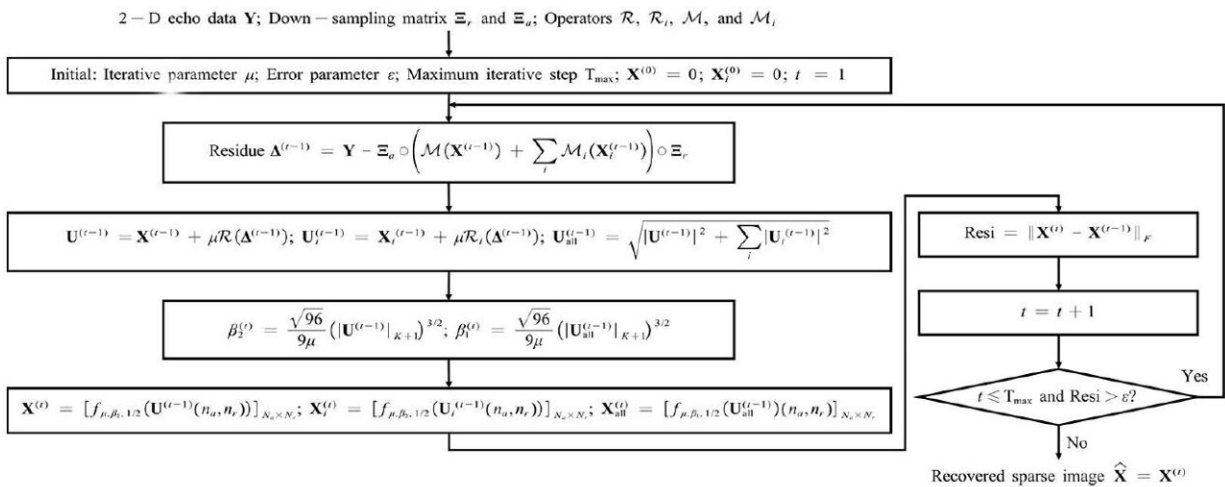 2-D echo data Y; Down-sampling matrix Ξ_r and Ξ_a; Operators ℛ, ℛ_i, ℳ, and ℳ_i
Initial: Iterative parameter μ; Error parameter ε; Maximum iterative step T_max; X^(0) = 0; X_i^(0) = 0; t = 1
Residue Δ^(t-1) = Y - Ξ_a ∘ (ℳ(X^(t-1)) + ∑_i ℳ_i(X_i^(t-1))) ∘ Ξ_r
U^(t-1) = X^(t-1) + μℛ(Δ^(t-1)); U_i^(t-1) = X_i^(t-1) + μℛ_i(Δ^(t-1)); U_all^(t-1) = √(|U^(t-1)|² + ∑_i |U_i^(t-1)|²)
β_2^(t) = √96/9μ (|U^(t-1)|_{K+1})^{3/2}; β_1^(t) = √96/9μ (|U_all^(t-1)|_{K+1})^{3/2}
X^(t) = [f_{μ,β_2,1/2}(U^(t-1)(n_a,n_r))]_{N_a×N_r}; X_i^(t) = [f_{μ,β_2,1/2}(U_i^(t-1)(n_a,n_r))]_{N_a×N_r}; X_all^(t) = [f_{μ,β_1,1/2}(U_all^(t-1))(n_a,n_r)]_{N_a×N_r}
Resi = ‖X^(t) - X^(t-1)‖_F
t = t + 1
t ≤ T_max and Resi > ε?
Yes
No
Recovered sparse image X̂ = X^(t)